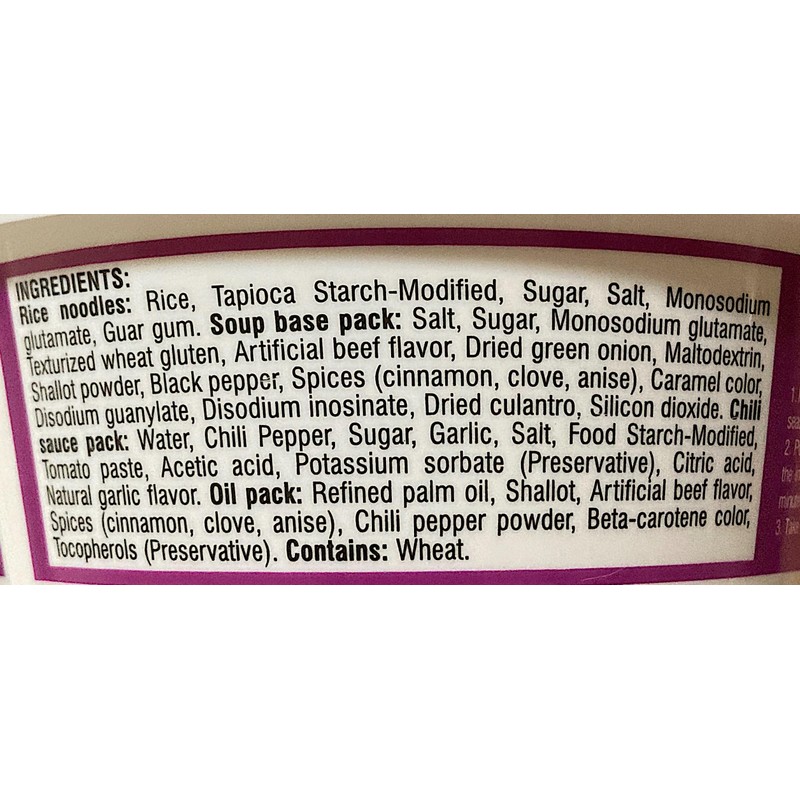 INGREDIENTS:
Rice noodles: Rice, Tapioca Starch-Modified, Sugar, Salt, Monosodium
glutamate, Guar gum. Soup base pack: Salt, Sugar, Monosodium glutamate,
Texturized wheat gluten, Artificial beef flavor, Dried green onion, Maltodextrin,
Shallot powder, Black pepper, Spices (cinnamon, clove, anise), Caramel color,
Disodium guanylate, Disodium inosinate, Dried culantro, Silicon dioxide. Chili
sauce pack: Water, Chili Pepper, Sugar, Garlic, Salt, Food Starch-Modified,
Tomato paste, Acetic acid, Potassium sorbate (Preservative), Citric acid,
Natural garlic flavor. Oil pack: Refined palm oil, Shallot, Artificial beef flavor,
Spices (cinnamon, clove, anise), Chili pepper powder, Beta-carotene color,
Tocopherols (Preservative). Contains: Wheat.